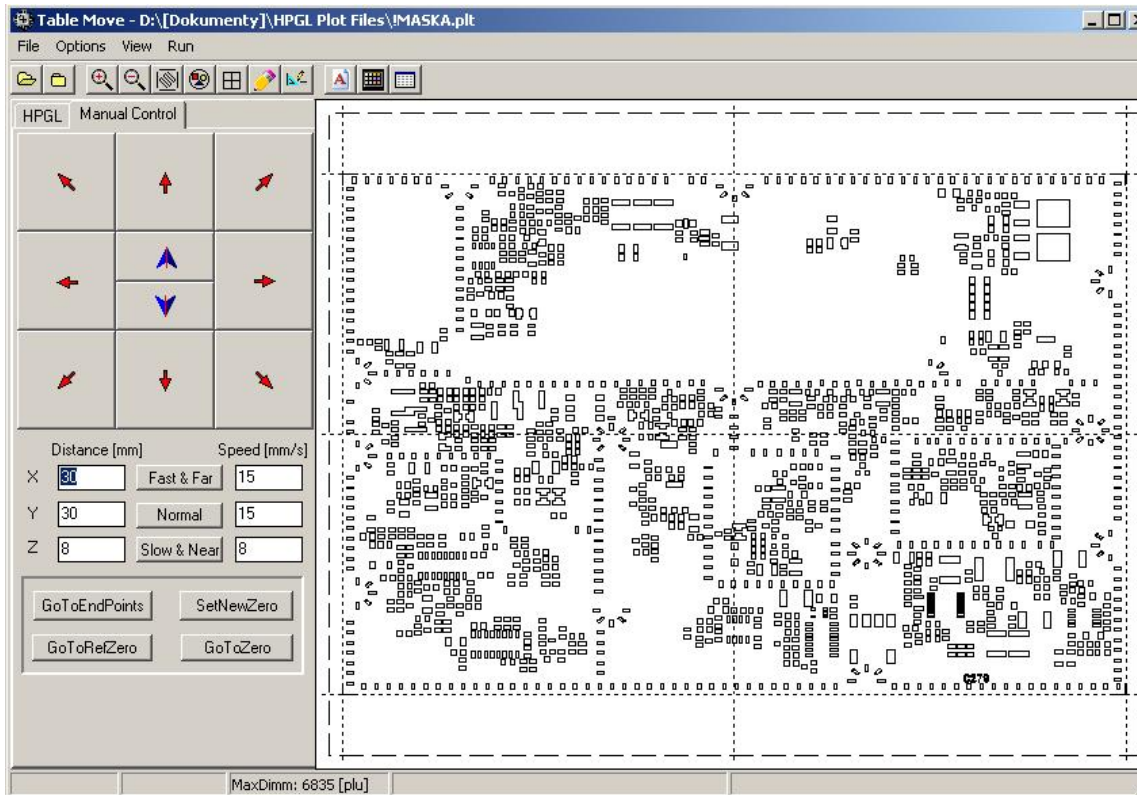 Table Move - D:\[Dokumenty]\HPGL Plot Files\!MASKA.plt
File Options View Run
HPGL Manual Control
Distance [mm] Speed [mm/s]
X 30 Fast & Far 15
Y 30 Normal 15
Z 8 Slow & Near 8
GoToEndPoints SetNewZero
GoToRefZero GoToZero
C279
MaxDimm: 6835 [plu]